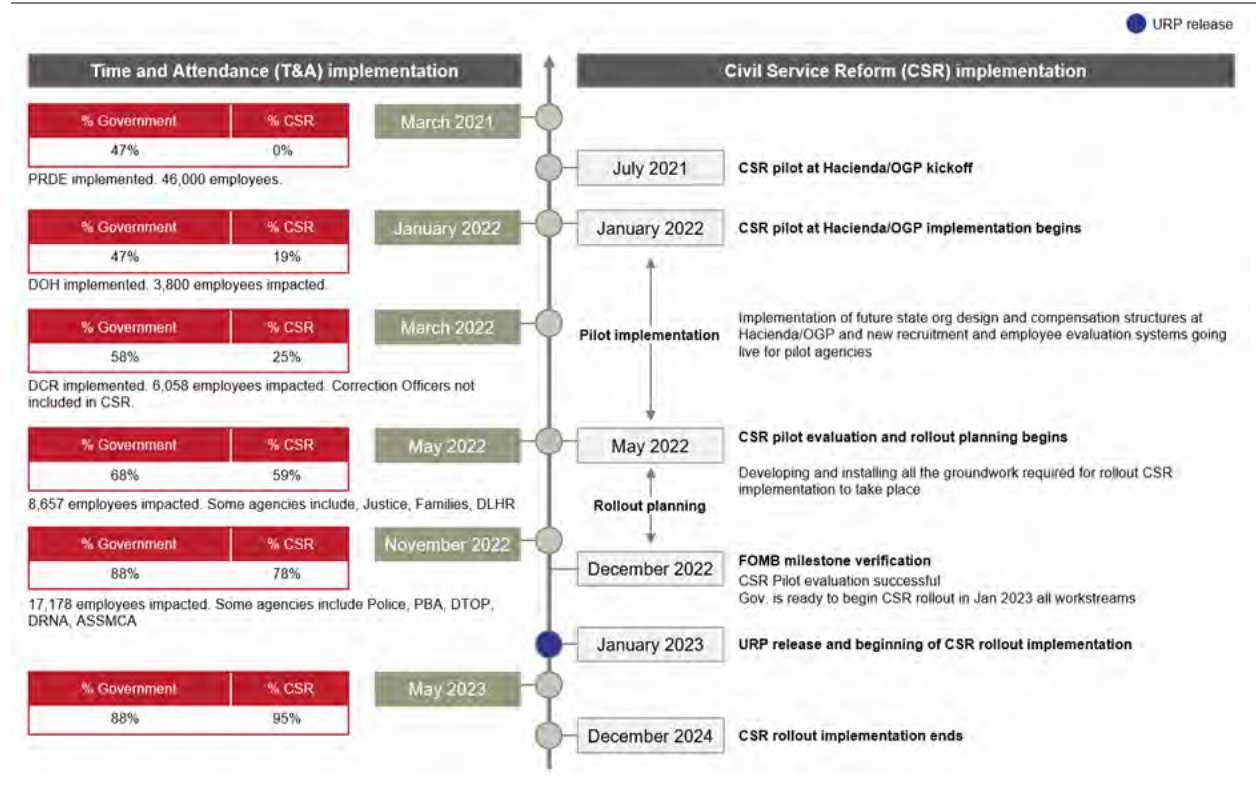 URP release
Time and Attendance (T&A) implementation
% Government % CSR
47% 0%
March 2021
PRDE implemented. 46,000 employees.
% Government % CSR
47% 19%
January 2022
DOH implemented. 3,800 employees impacted.
% Government % CSR
58% 25%
March 2022
DCR implemented. 6,058 employees impacted. Correction Officers not
included in CSR.
% Government % CSR
68% 59%
May 2022
8,657 employees impacted. Some agencies include, Justice, Families, DLHR
% Government % CSR
88% 78%
November 2022
17,178 employees impacted. Some agencies include Police, PBA, DTOP,
DRNA, ASSMCA
% Government % CSR
88% 95%
May 2023
Civil Service Reform (CSR) implementation
July 2021
CSR pilot at Hacienda/OGP kickoff
January 2022
CSR pilot at Hacienda/OGP implementation begins
Pilot implementation
Implementation of future state org design and compensation structures at
Hacienda/OGP and new recruitment and employee evaluation systems going
live for pilot agencies
May 2022
CSR pilot evaluation and rollout planning begins
Developing and installing all the groundwork required for rollout CSR
implementation to take place
Rollout planning
December 2022
FOMB milestone verification
CSR Pilot evaluation successful
Gov. is ready to begin CSR rollout in Jan 2023 all workstreams
January 2023
URP release and beginning of CSR rollout implementation
December 2024
CSR rollout implementation ends